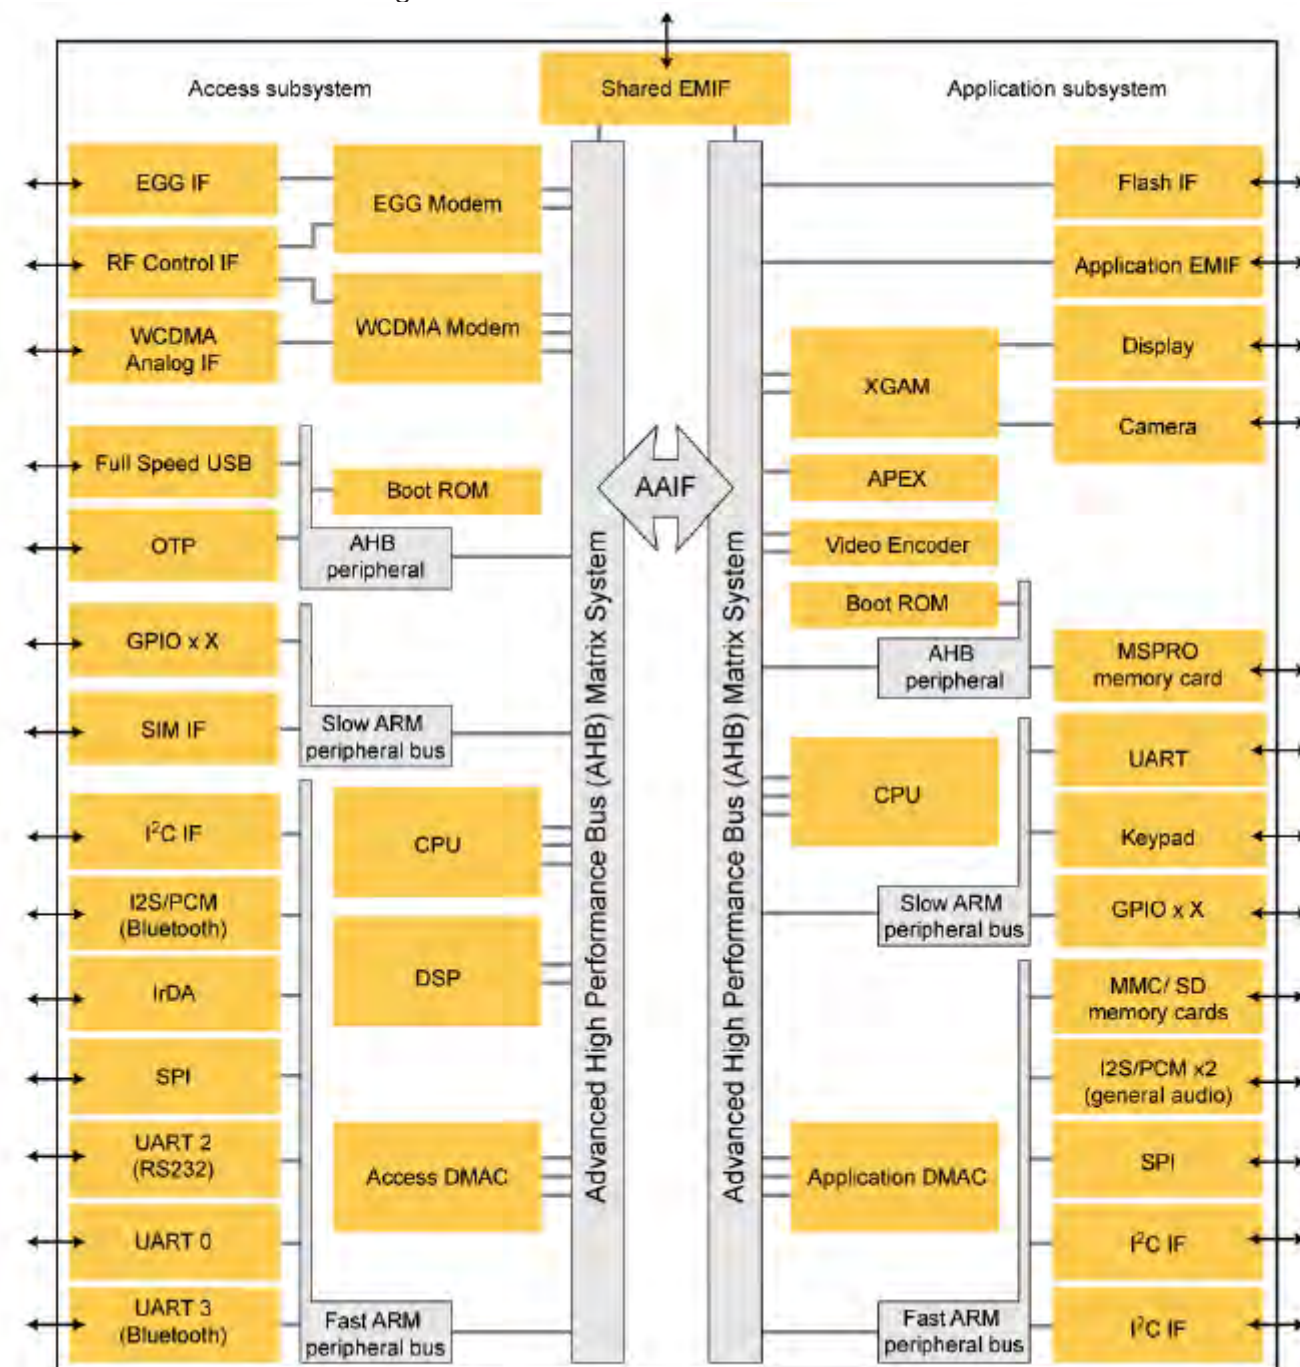 Access subsystem
Shared EMIF
Application subsystem
EGG IF
EGG Modem
RF Control IF
WCDMA Modem
WCDMA
Analog IF
Full Speed USB
Boot ROM
OTP
AHB
peripheral
GPIO x X
SIM IF
Slow ARM
peripheral bus
I²C IF
CPU
I2S/PCM
(Bluetooth)
DSP
IrDA
SPI
UART 2
(RS232)
Access DMAC
UART 0
UART 3
(Bluetooth)
Fast ARM
peripheral bus
Advanced High Performance Bus (AHB) Matrix System
AAIF
Advanced High Performance Bus (AHB) Matrix System
Flash IF
Application EMIF
Display
XGAM
Camera
APEX
Video Encoder
Boot ROM
AHB
peripheral
MSPRO
memory card
UART
CPU
Keypad
Slow ARM
peripheral bus
GPIO x X
MMC/ SD
memory cards
I2S/PCM x2
(general audio)
SPI
Application DMAC
I²C IF
Fast ARM
peripheral bus
I²C IF